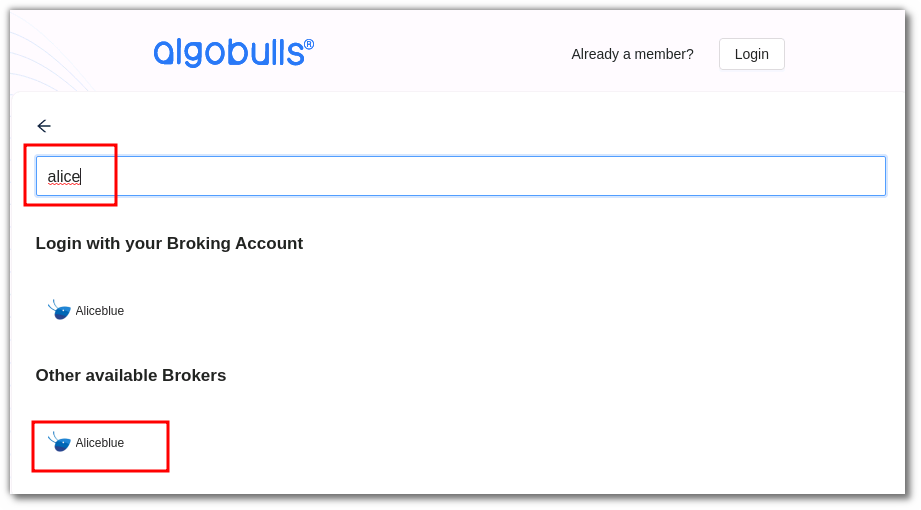 algobulls®
Already a member?
Login
alice
Login with your Broking Account
Aliceblue
Other available Brokers
Aliceblue